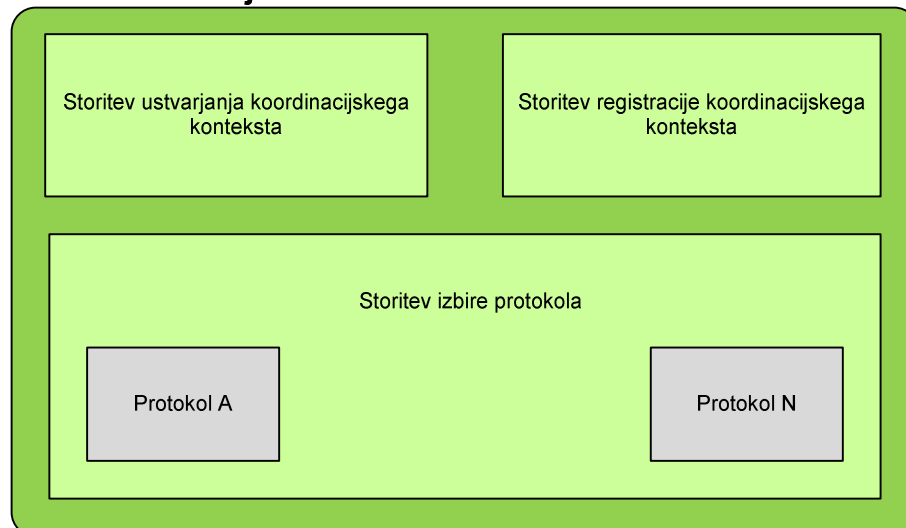 Storitev ustvarjanja koordinacijskega
konteksta
Storitev registracije koordinacijskega
konteksta
Storitev izbire protokola
Protokol A
Protokol N